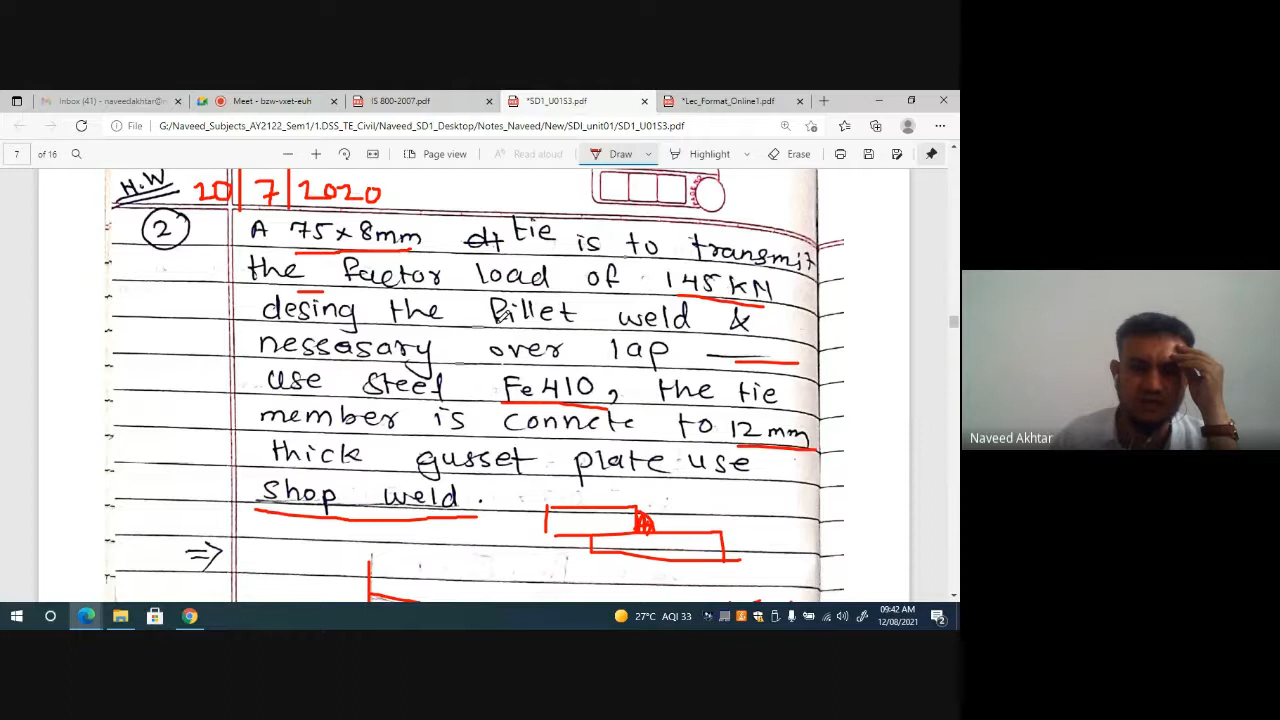 Inbox (41) - naveedakhtar@r
Meet - bzw-vxet-euh
IS 800-2007.pdf
*SD1_U01S3.pdf
*Lec_Format_Online1.pdf
File
G:/Naveed_Subjects_AY2122_Sem1/1.DSS_TE_Civil/Naveed_SD1_Desktop/Notes_Naveed/New/SDI_unit01/SD1_U01S3.pdf
7 of 16
Page view
Read aloud
Draw
Highlight
Erase
H.W
20/7/2020
2
A 75x8mm tie is to transmit
the factor load of 145 KN
desing the fillet weld &
nessasary over lap
use steel Fe410, the tie
member is connete to 12mm
thick gusset plate use
shop weld.
⇒
Naveed Akhtar
27°C AQI 33
09:42 AM
12/08/2021
2